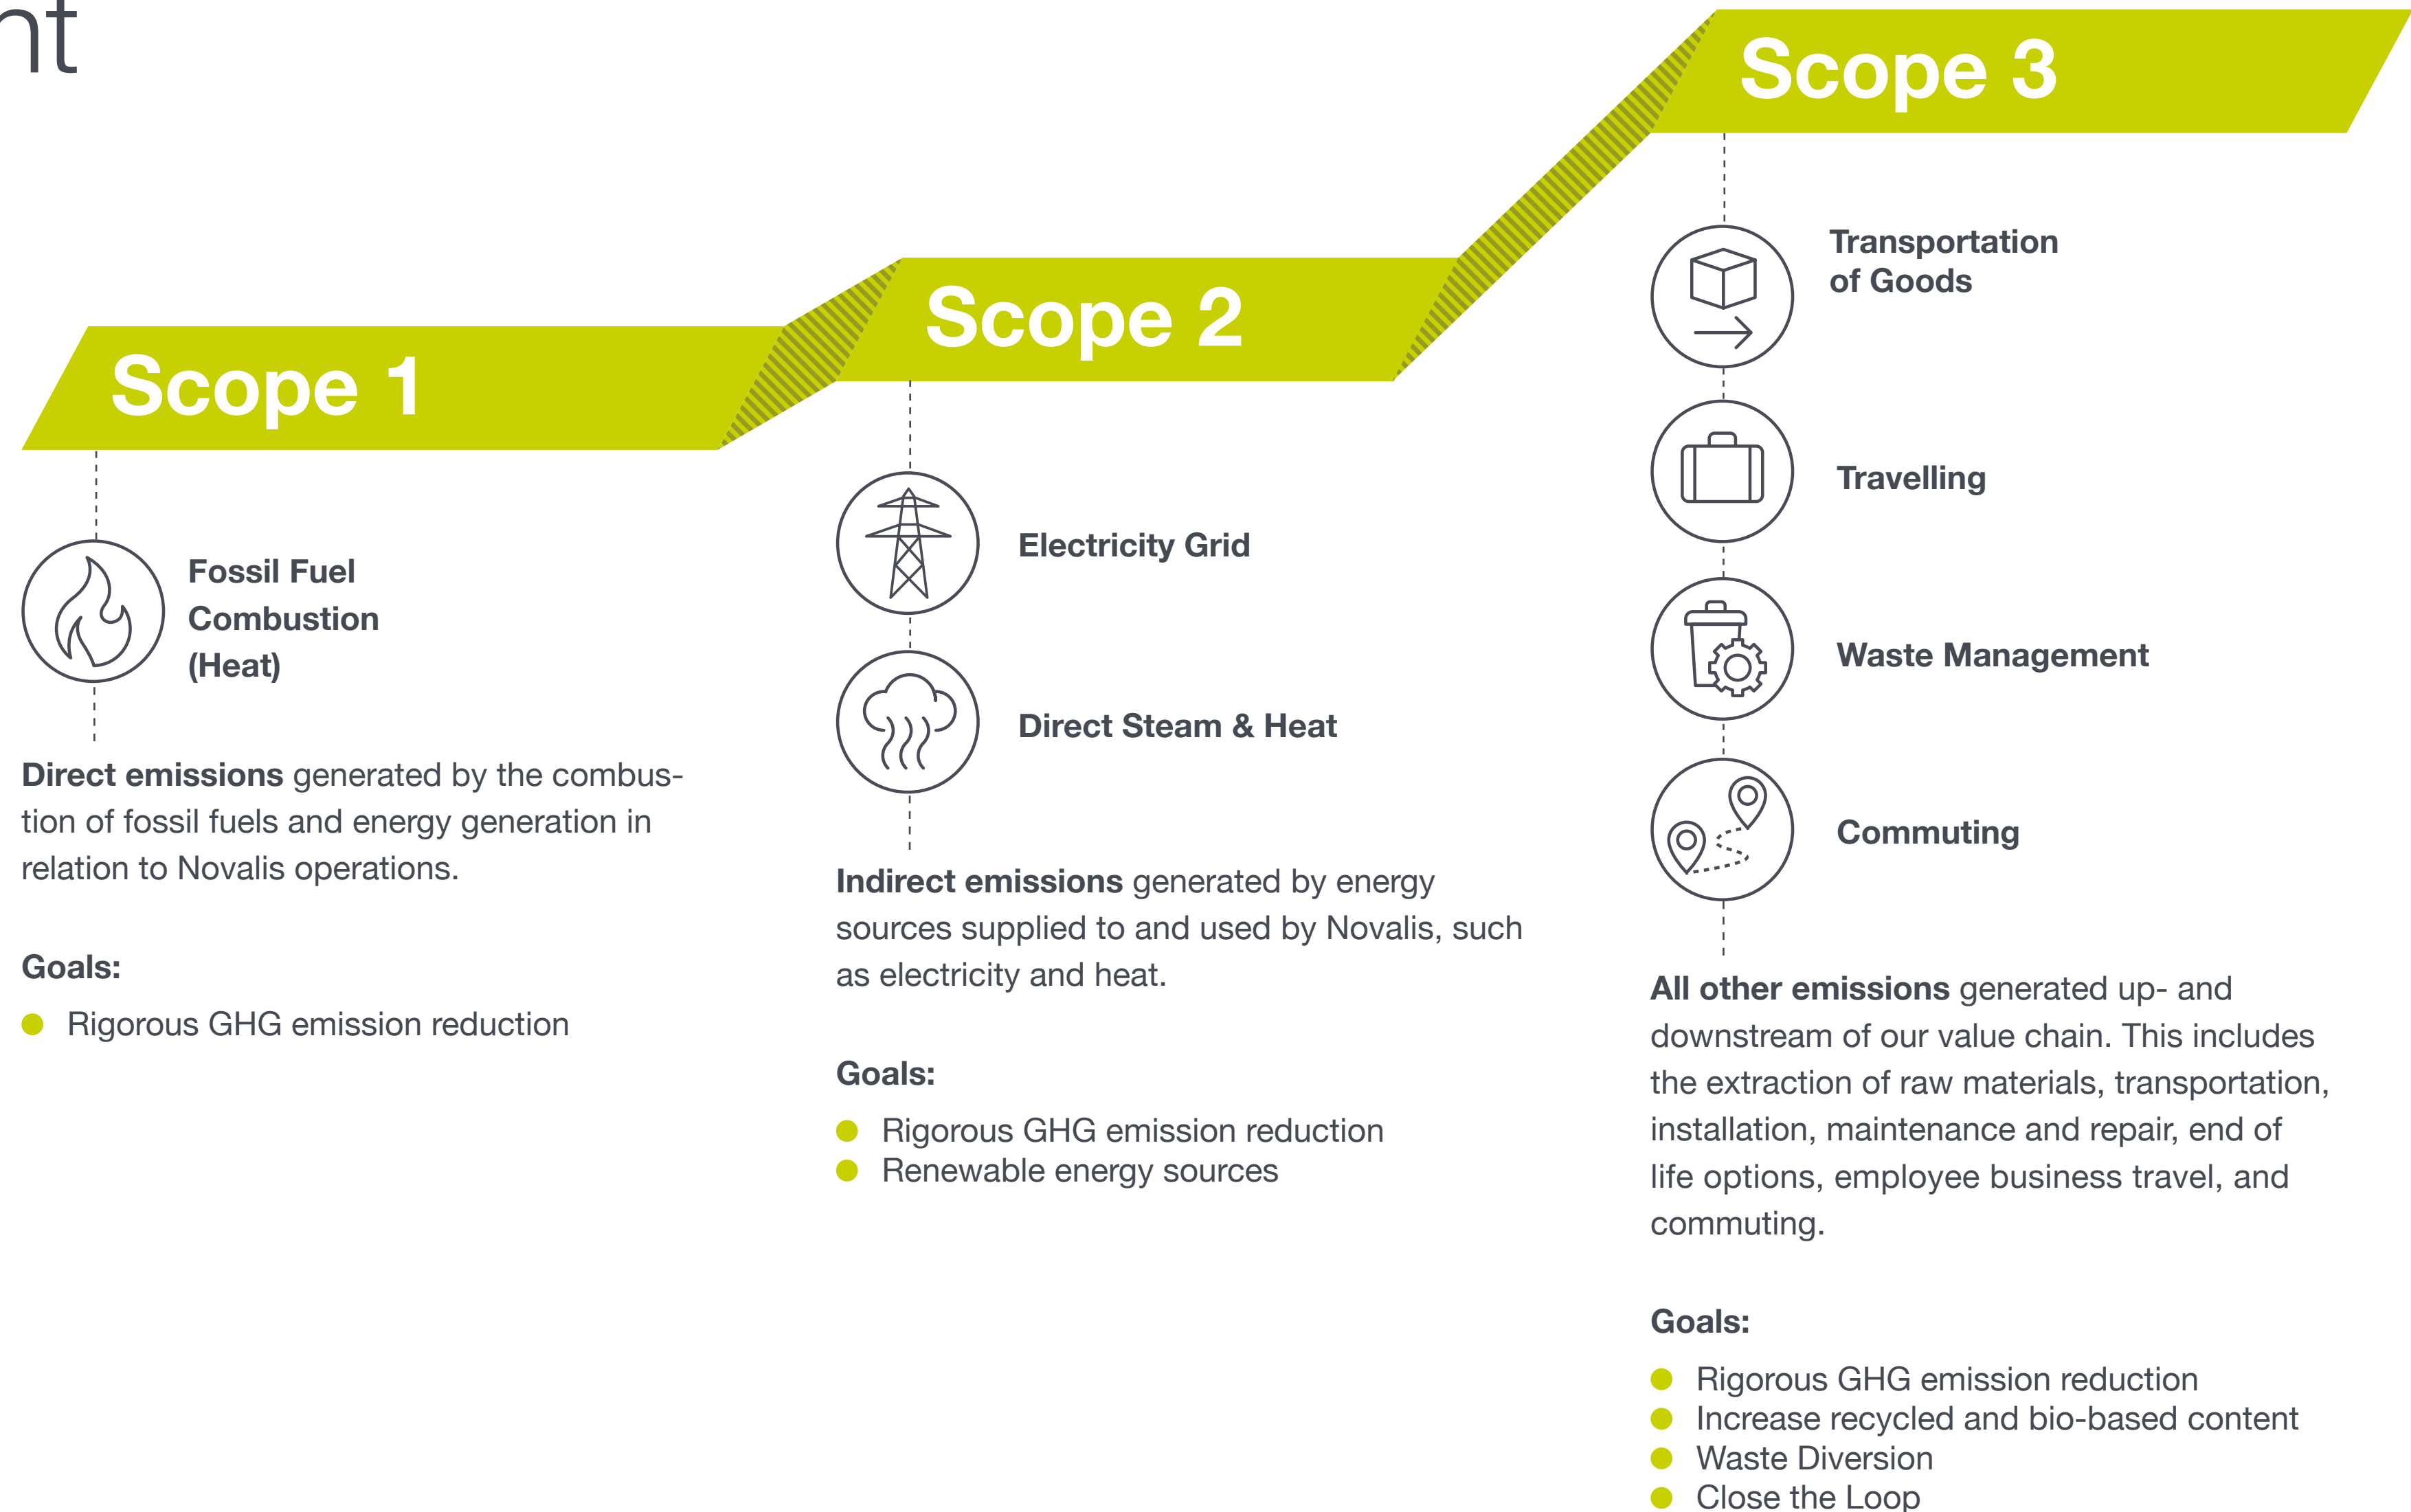 nt
Scope 1
Fossil Fuel
Combustion
(Heat)
Direct emissions generated by the combus-
tion of fossil fuels and energy generation in
relation to Novalis operations.
Goals:
Rigorous GHG emission reduction
Scope 2
Electricity Grid
Direct Steam & Heat
Indirect emissions generated by energy
sources supplied to and used by Novalis, such
as electricity and heat.
Goals:
Rigorous GHG emission reduction
Renewable energy sources
Scope 3
Transportation
of Goods
Travelling
Waste Management
Commuting
All other emissions generated up- and
downstream of our value chain. This includes
the extraction of raw materials, transportation,
installation, maintenance and repair, end of
life options, employee business travel, and
commuting.
Goals:
Rigorous GHG emission reduction
Increase recycled and bio-based content
Waste Diversion
Close the Loop